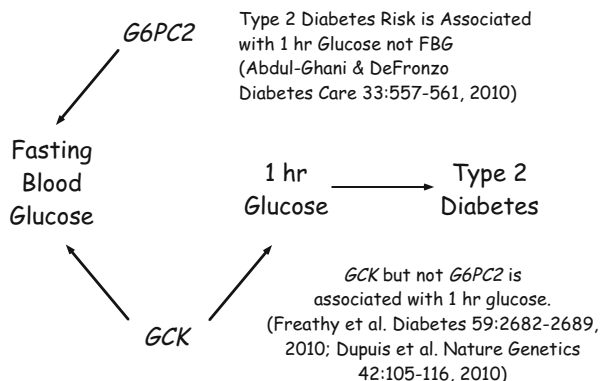 G6PC2
Type 2 Diabetes Risk is Associated
with 1 hr Glucose not FBG
(Abdul-Ghani & DeFronzo
Diabetes Care 33:557-561, 2010)
Fasting
Blood
Glucose
1 hr
Glucose
Type 2
Diabetes
GCK
GCK but not G6PC2 is
associated with 1 hr glucose.
(Freathy et al. Diabetes 59:2682-2689,
2010; Dupuis et al. Nature Genetics
42:105-116, 2010)